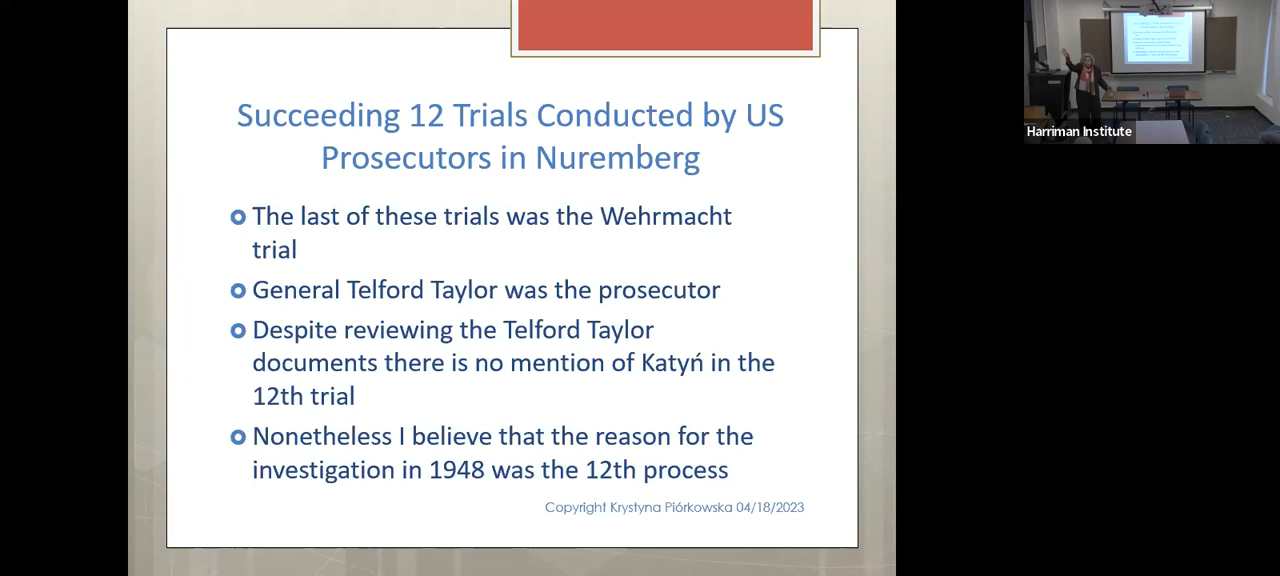 Succeeding 12 Trials Conducted by US
Prosecutors in Nuremberg
The last of these trials was the Wehrmacht
trial
General Telford Taylor was the prosecutor
Despite reviewing the Telford Taylor
documents there is no mention of Katyń in the
12th trial
Nonetheless I believe that the reason for the
investigation in 1948 was the 12th process
Copyright Krystyna Piórkowska 04/18/2023
Harriman Institute